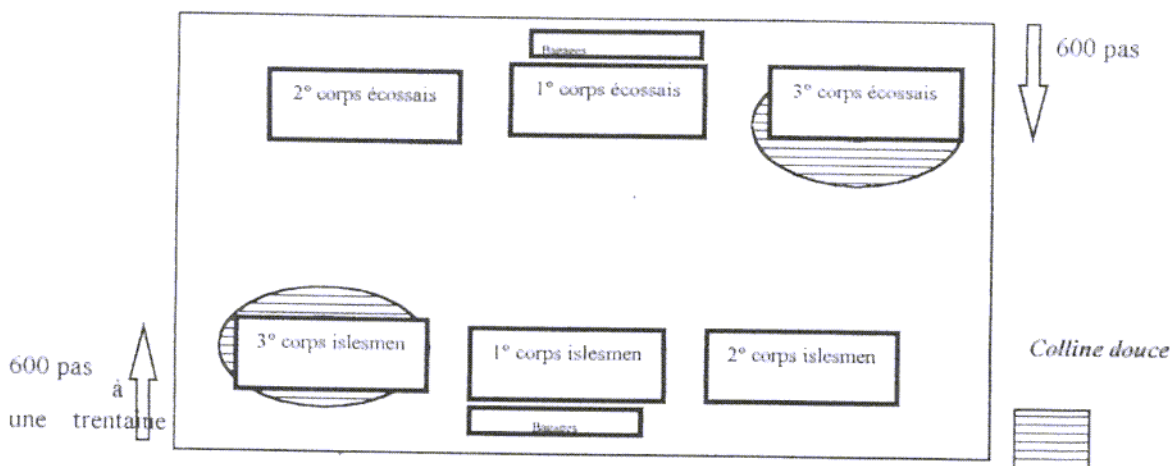 Bagages
600 pas
2° corps écossais
1° corps écossais
3° corps écossais
3° corps islesmen
1° corps islesmen
2° corps islesmen
Colline douce
600 pas
à
une trentaine
Bagages